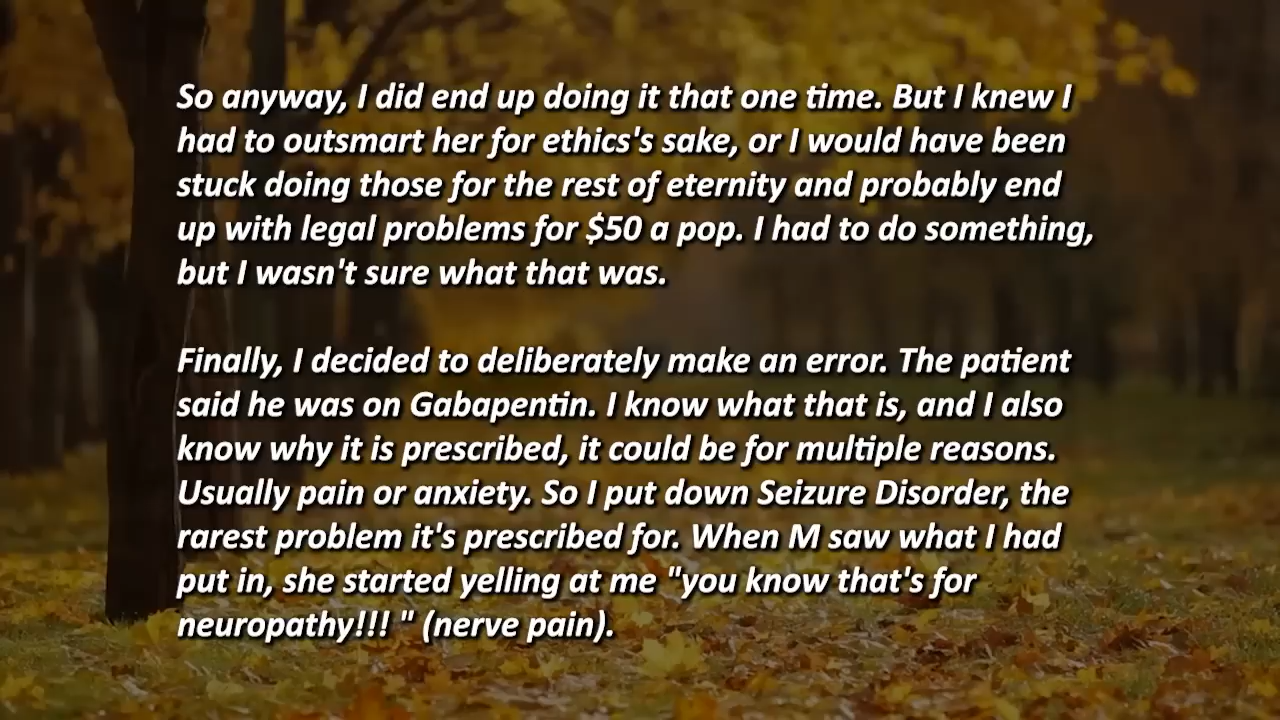 So anyway, I did end up doing it that one time. But I knew I
had to outsmart her for ethics's sake, or I would have been
stuck doing those for the rest of eternity and probably end
up with legal problems for $50 a pop. I had to do something,
but I wasn't sure what that was.
Finally, I decided to deliberately make an error. The patient
said he was on Gabapentin. I know what that is, and I also
know why it is prescribed, it could be for multiple reasons.
Usually pain or anxiety. So I put down Seizure Disorder, the
rarest problem it's prescribed for. When M saw what I had
put in, she started yelling at me "you know that's for
neuropathy!!! " (nerve pain).